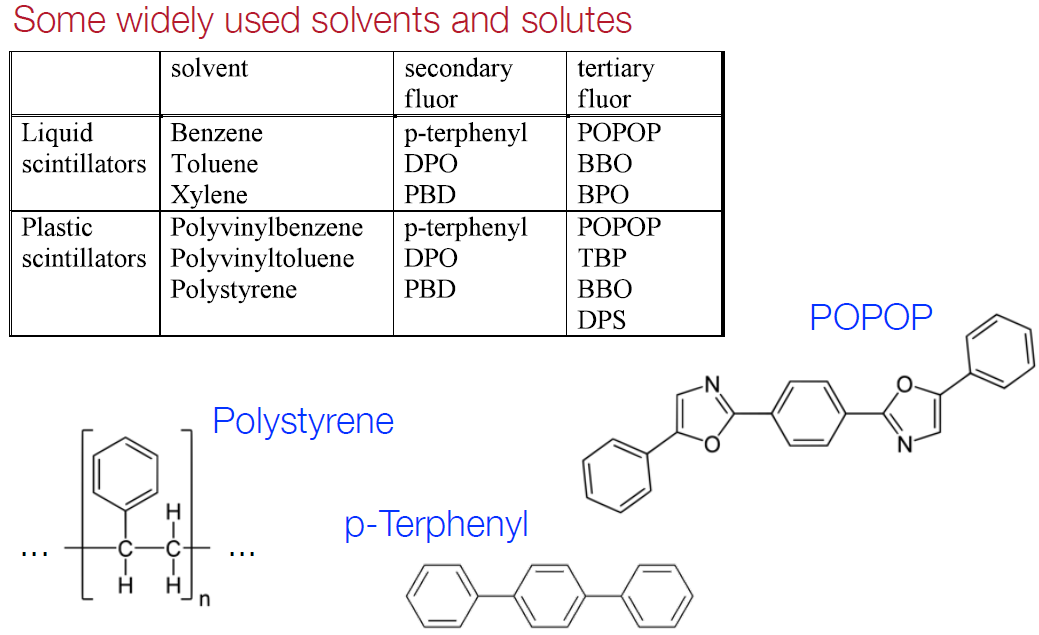 Some widely used solvents and solutes
solvent
secondary fluor
tertiary fluor
Liquid scintillators
Benzene
Toluene
Xylene
p-terphenyl
DPO
PBD
POPOP
BBO
BPO
Plastic scintillators
Polyvinylbenzene
Polyvinyltoluene
Polystyrene
p-terphenyl
DPO
PBD
POPOP
TBP
BBO
DPS
POPOP
N
O
O
N
Polystyrene
H
... C C ...
H H n
p-Terphenyl